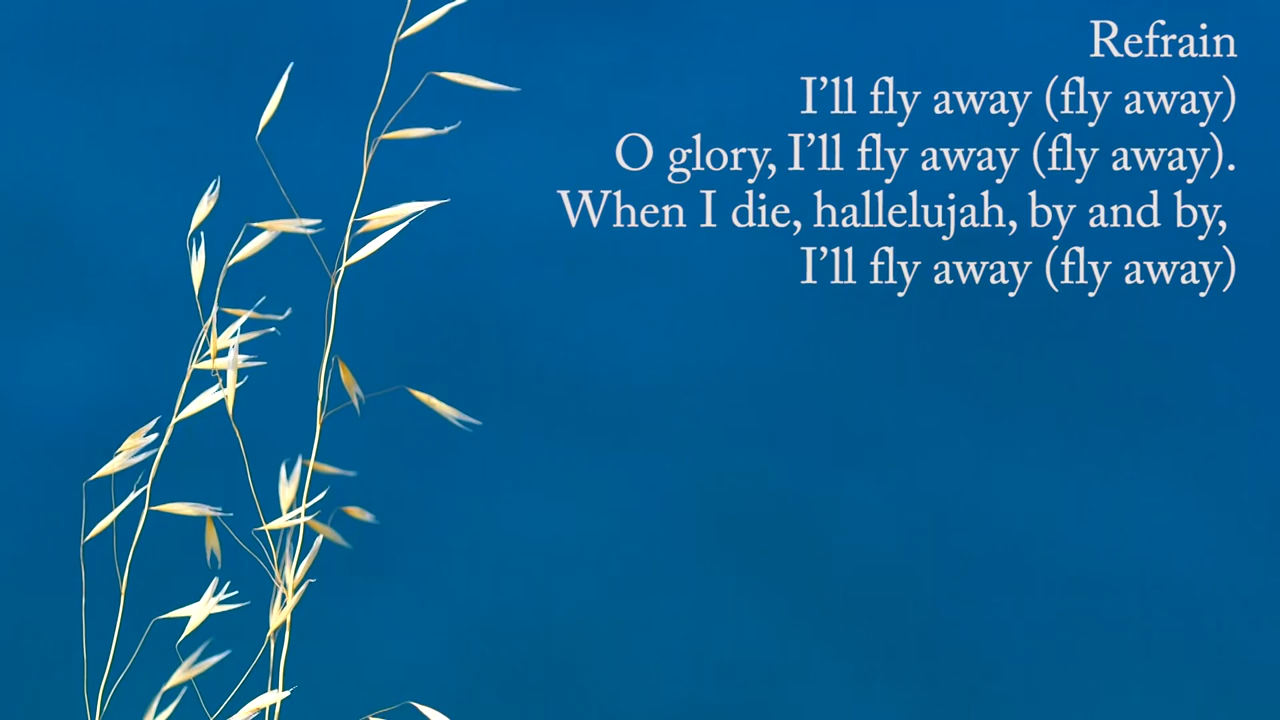 Refrain
I’ll fly away (fly away)
O glory, I’ll fly away (fly away).
When I die, hallelujah, by and by,
I’ll fly away (fly away)